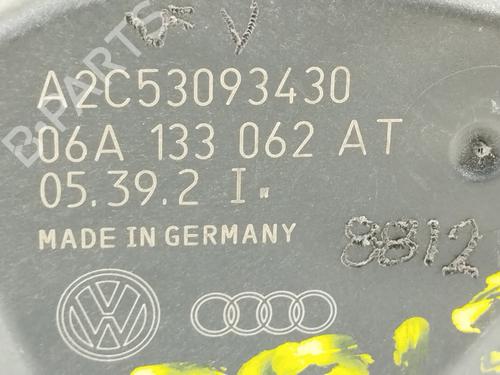 B-PARTS
A2C53093430
06A 133 062 AT
05.39.2 I
MADE IN GERMANY
8812